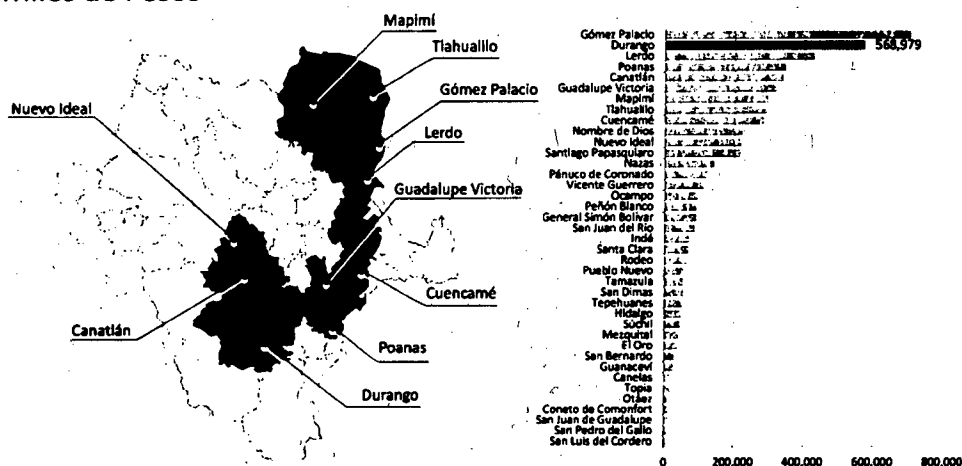 Mapimí
Tlahualilo
Gómez Palacio
Lerdo
Nuevo Ideal
Guadalupe Victoria
Cuencamé
Canatlán
Poanas
Durango
Gómez Palacio
Durango
568,979
Lerdo
Poanas
Canatlán
Guadalupe Victoria
Mapimí
Tlahualilo
Cuencamé
Nombre de Dios
Nuevo Ideal
Santiago Papasquiaro
Nazas
Pánuco de Coronado
Vicente Guerrero
Ocampo
Peñón Blanco
General Simón Bolívar
San Juan del Río
Indé
Santa Clara
Rodeo
Pueblo Nuevo
Tamazula
San Dimas
Tepehuanes
Hidalgo
Súchil
Mezquital
El Oro
San Bernardo
Guanaceví
Canelas
Topia
Otáez
Coneto de Comonfort
San Juan de Guadalupe
San Pedro del Gallo
San Luis del Cordero
0 200,000 400,000 600,000 800,000